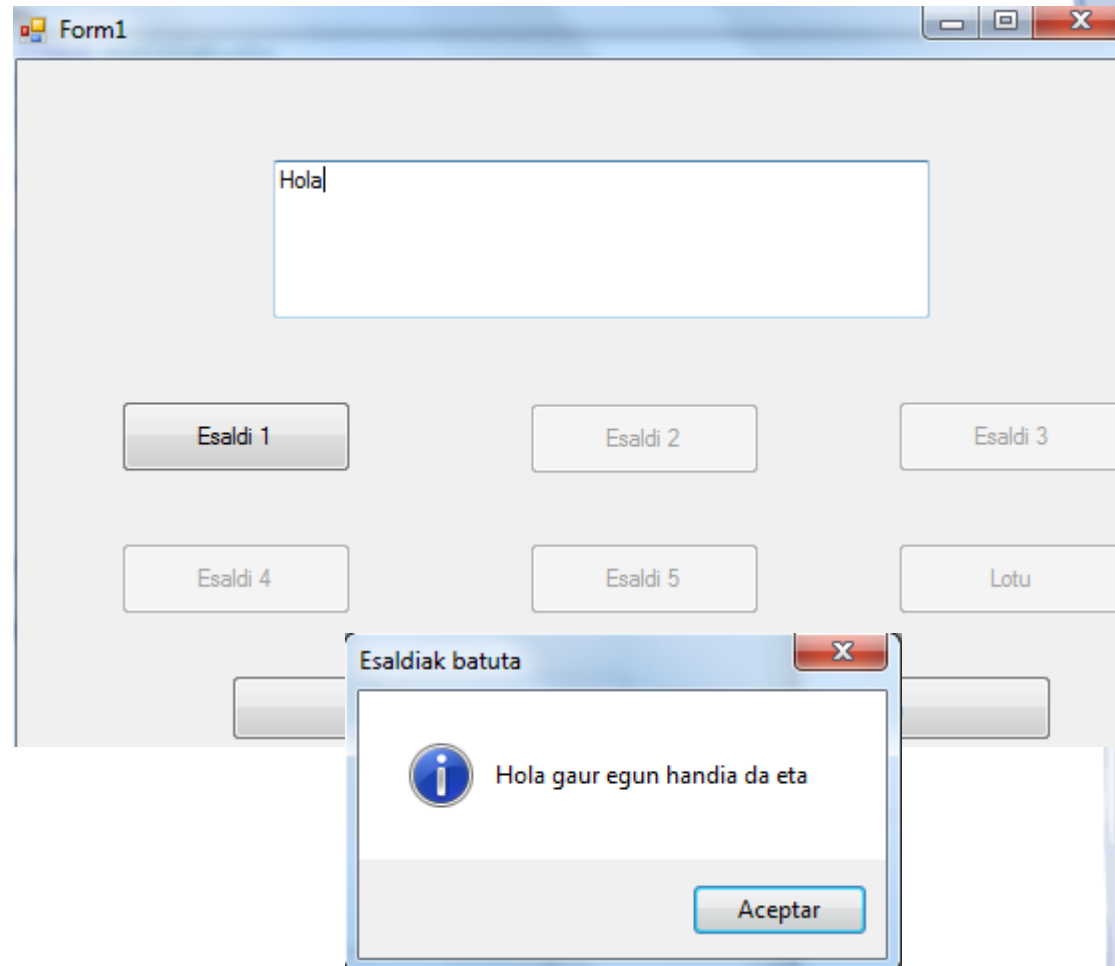 Form1
Hola
Esaldi 1
Esaldi 2
Esaldi 3
Esaldi 4
Esaldi 5
Lotu
Esaldiak batuta
Hola gaur egun handia da eta
Aceptar